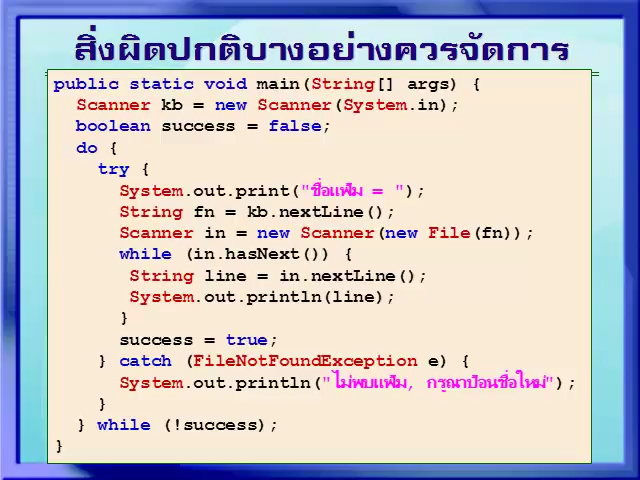 สิ่งผิดปกติบางอย่างควรจัดการ
public static void main(String[] args) {
Scanner kb = new Scanner(System.in);
boolean success = false;
do {
try {
System.out.print("ชื่อแฟ้ม = ");
String fn = kb.nextLine();
Scanner in = new Scanner(new File(fn));
while (in.hasNext()) {
String line = in.nextLine();
System.out.println(line);
}
success = true;
} catch (FileNotFoundException e) {
System.out.println("ไม่พบแฟ้ม, กรุณาป้อนชื่อใหม่");
}
} while (!success);
}